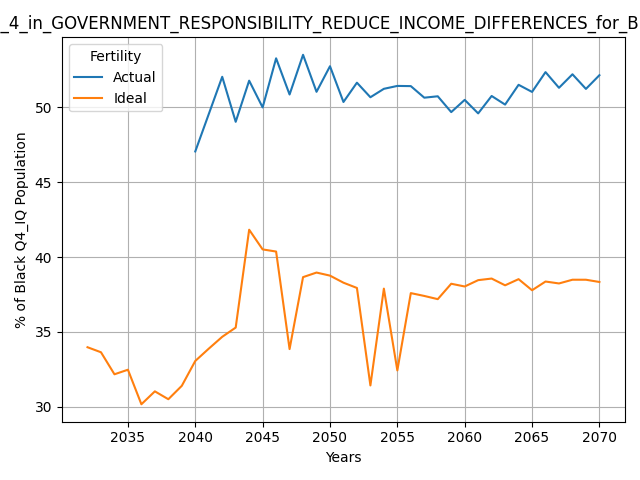 _4_in_GOVERNMENT_RESPONSIBILITY_REDUCE_INCOME_DIFFERENCES_for_B
Fertility
Actual
Ideal
% of Black Q4_IQ Population
50
45
40
35
30
2035 2040 2045 2050 2055 2060 2065 2070
Years